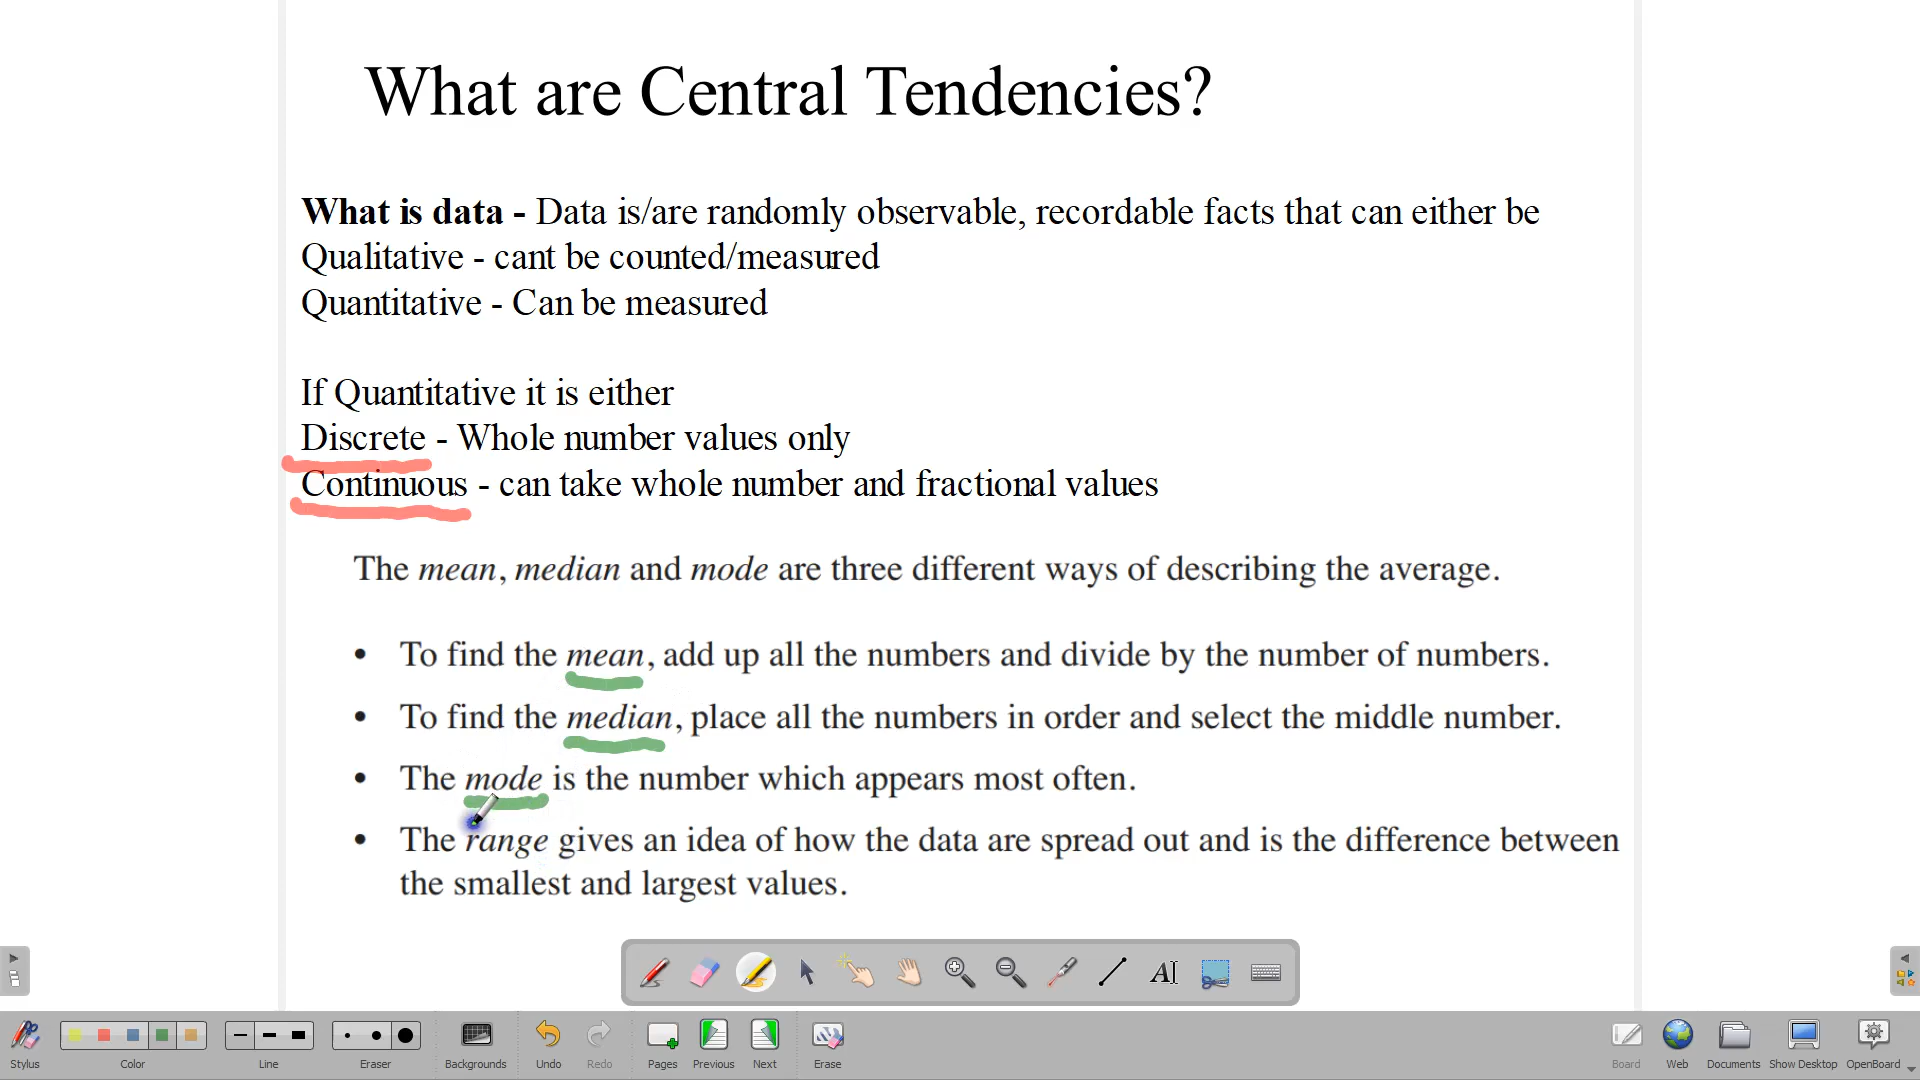 What are Central Tendencies?
What is data - Data is/are randomly observable, recordable facts that can either be
Qualitative - cant be counted/measured
Quantitative - Can be measured
If Quantitative it is either
Discrete - Whole number values only
Continuous - can take whole number and fractional values
The mean, median and mode are three different ways of describing the average.
• To find the mean, add up all the numbers and divide by the number of numbers.
• To find the median, place all the numbers in order and select the middle number.
• The mode is the number which appears most often.
• The range gives an idea of how the data are spread out and is the difference between
the smallest and largest values.
AI
Stylus Color Line Eraser Backgrounds Undo Redo Pages Previous Next Erase Board Web Documents Show Desktop OpenBoard